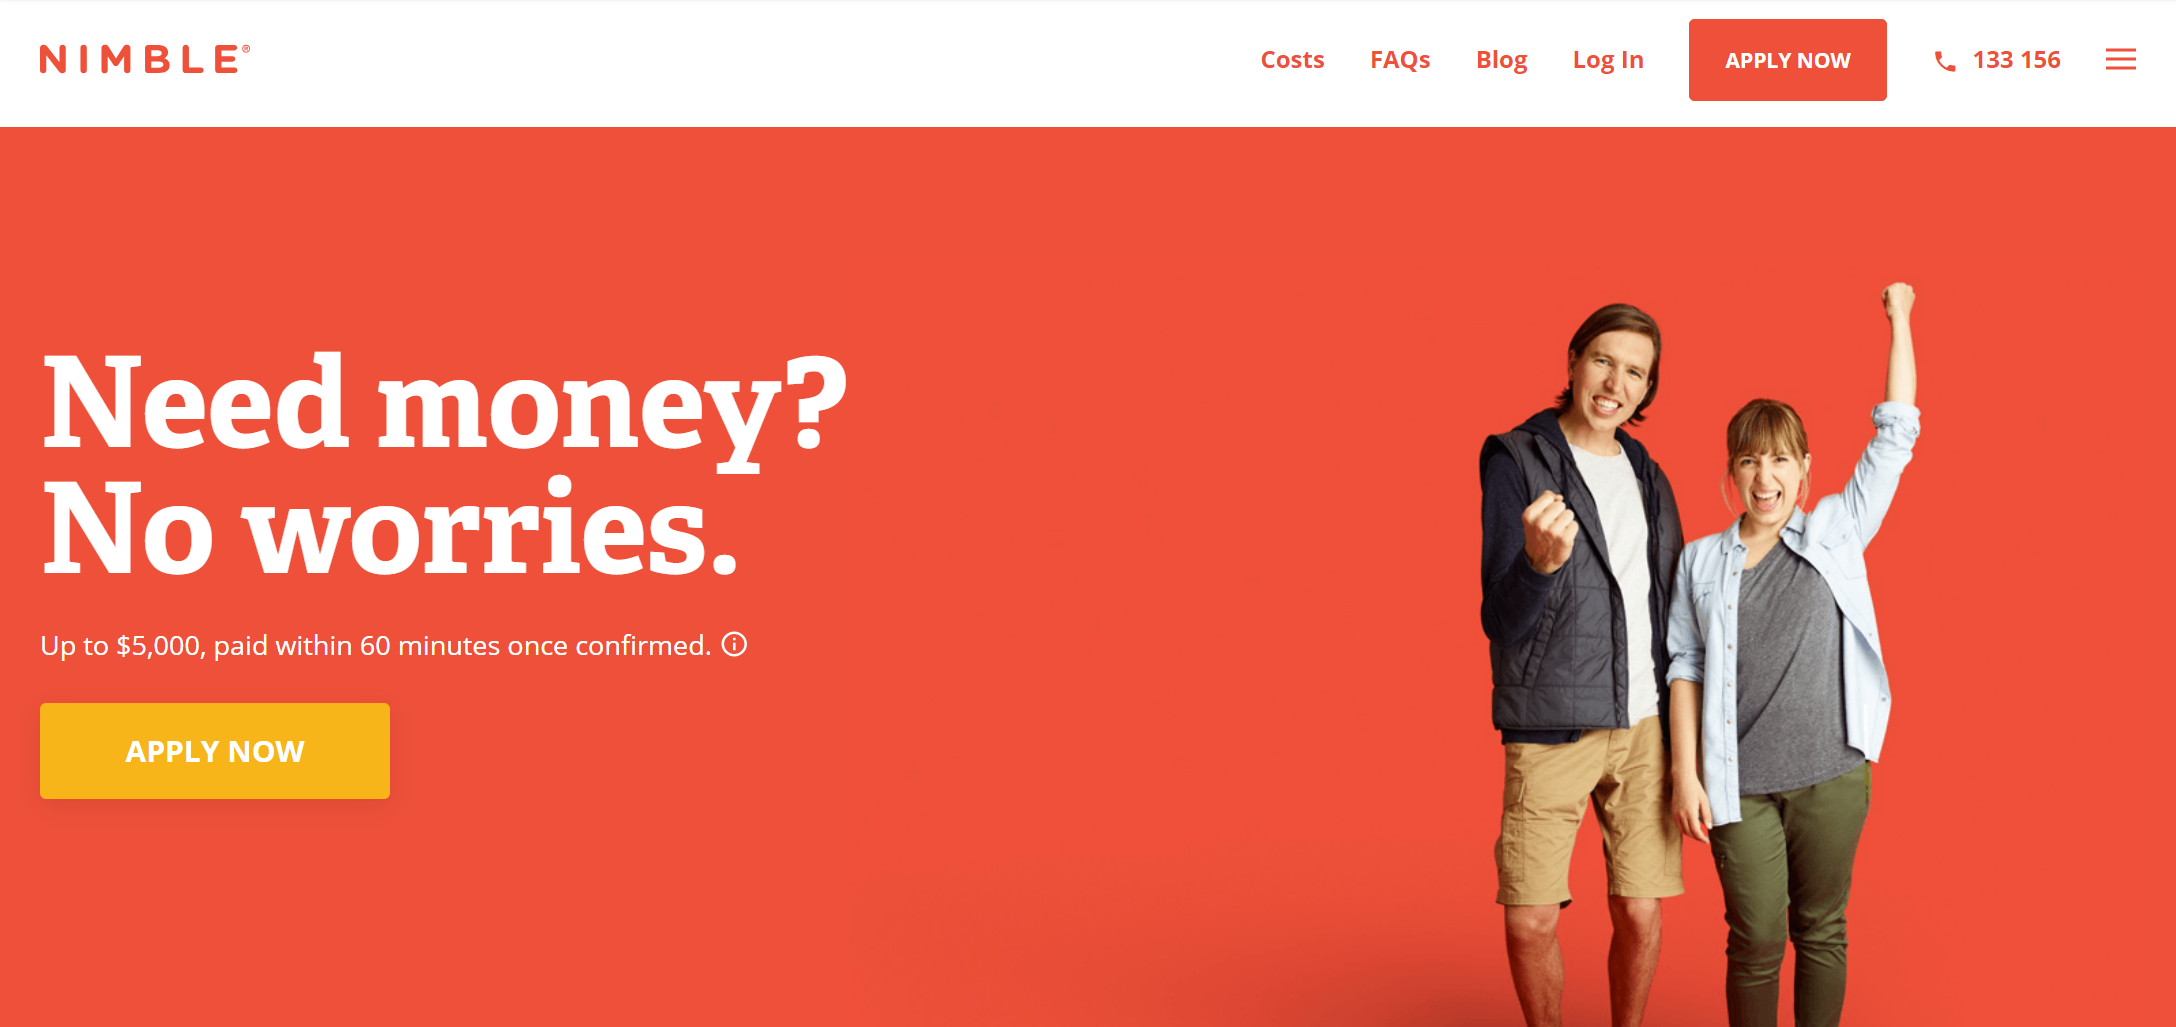 NIMBLE®
Costs FAQs Blog Log In APPLY NOW 133 156
Need money?
No worries.
Up to $5,000, paid within 60 minutes once confirmed.
APPLY NOW